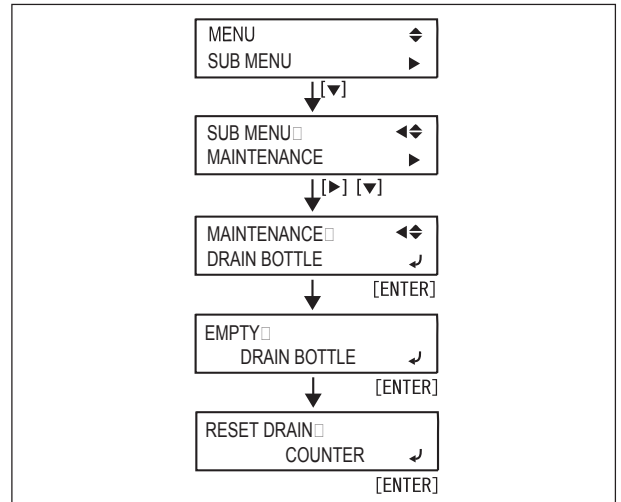 MENU
SUB MENU
[▼]
SUB MENU
MAINTENANCE
[►] [▼]
MAINTENANCE
DRAIN BOTTLE
[ENTER]
EMPTY
DRAIN BOTTLE
[ENTER]
RESET DRAIN
COUNTER
[ENTER]